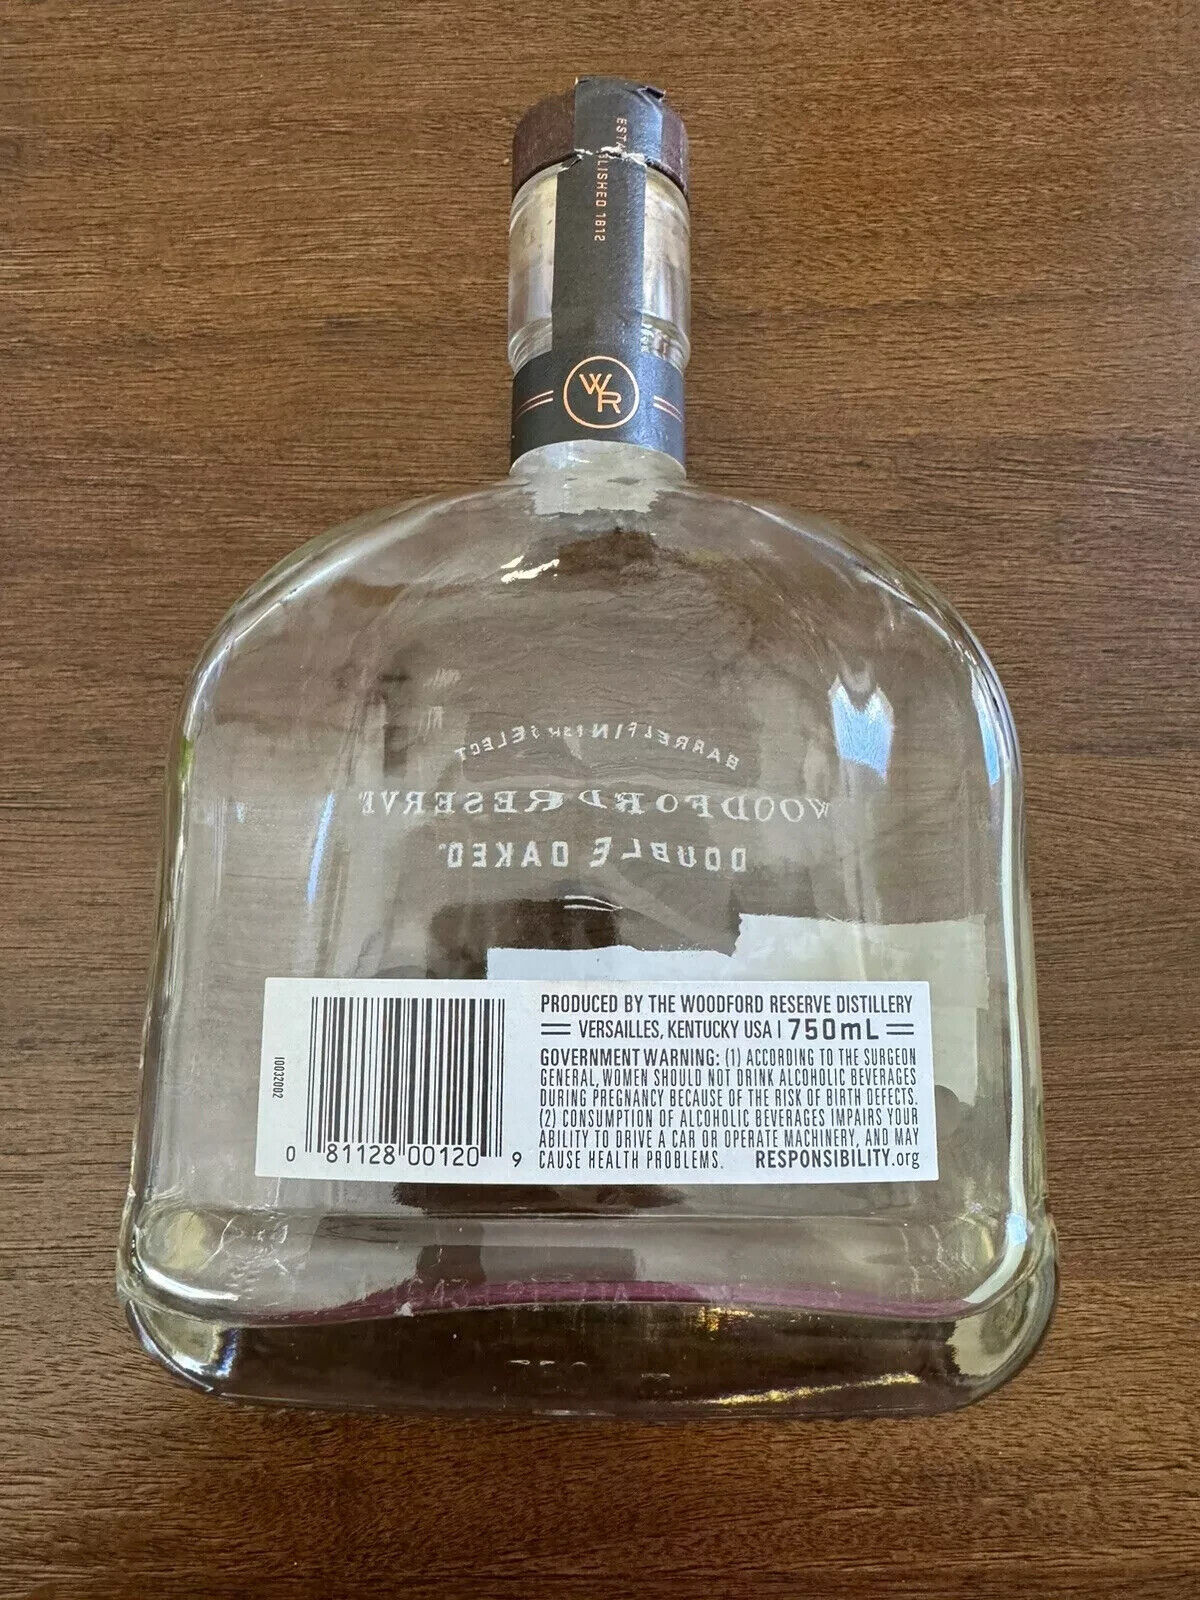 ESTABLISHED 1812
WR
BARREL FINISH SELECT
WOODFORD RESERVE
DOUBLE OAKED
PRODUCED BY THE WOODFORD RESERVE DISTILLERY
VERSAILLES, KENTUCKY USA | 750mL
GOVERNMENT WARNING: (1) ACCORDING TO THE SURGEON
GENERAL, WOMEN SHOULD NOT DRINK ALCOHOLIC BEVERAGES
DURING PREGNANCY BECAUSE OF THE RISK OF BIRTH DEFECTS.
(2) CONSUMPTION OF ALCOHOLIC BEVERAGES IMPAIRS YOUR
ABILITY TO DRIVE A CAR OR OPERATE MACHINERY, AND MAY
CAUSE HEALTH PROBLEMS. RESPONSIBILITY.org
10032002
0 81128 00120 9